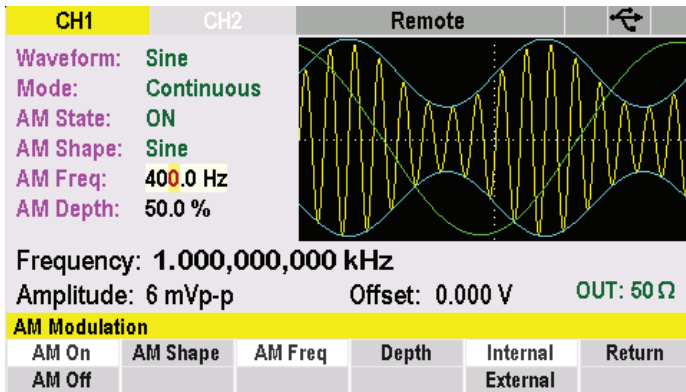 CH1 CH2 Remote
Waveform: Sine
Mode: Continuous
AM State: ON
AM Shape: Sine
AM Freq: 400.0 Hz
AM Depth: 50.0 %
Frequency: 1.000,000,000 kHz
Amplitude: 6 mVp-p Offset: 0.000 V OUT: 50 Ω
AM Modulation
AM On AM Shape AM Freq Depth Internal Return
AM Off External